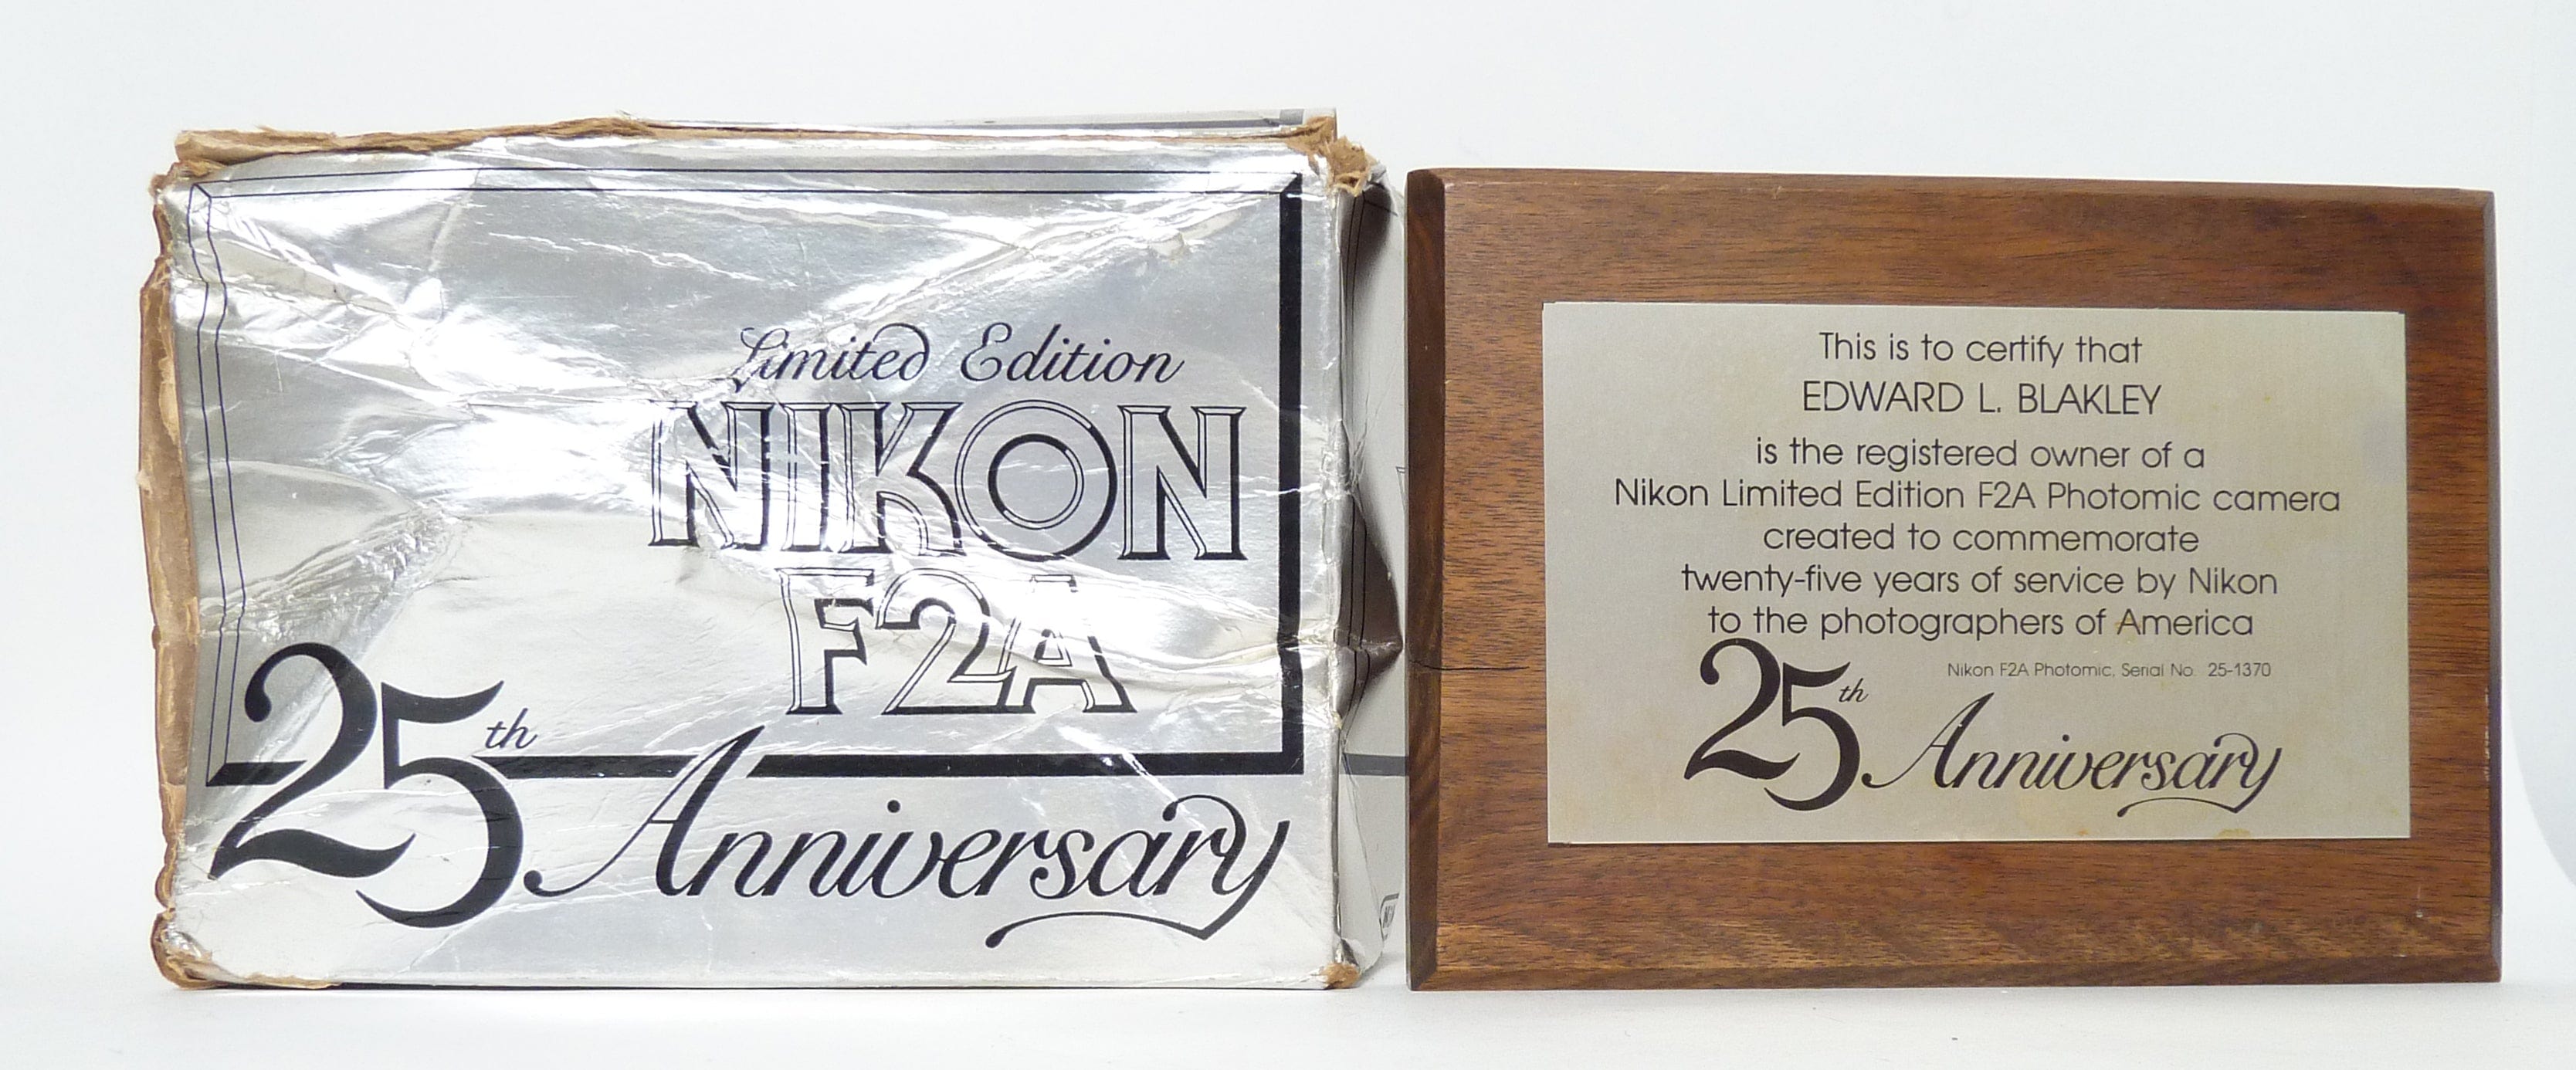 Limited Edition
NIKON
F2A
25th Anniversary
This is to certify that
EDWARD L. BLAKLEY
is the registered owner of a
Nikon Limited Edition F2A Photomic camera
created to commemorate
twenty-five years of service by Nikon
to the photographers of America
Nikon F2A Photomic, Serial No. 25-1370
25th Anniversary